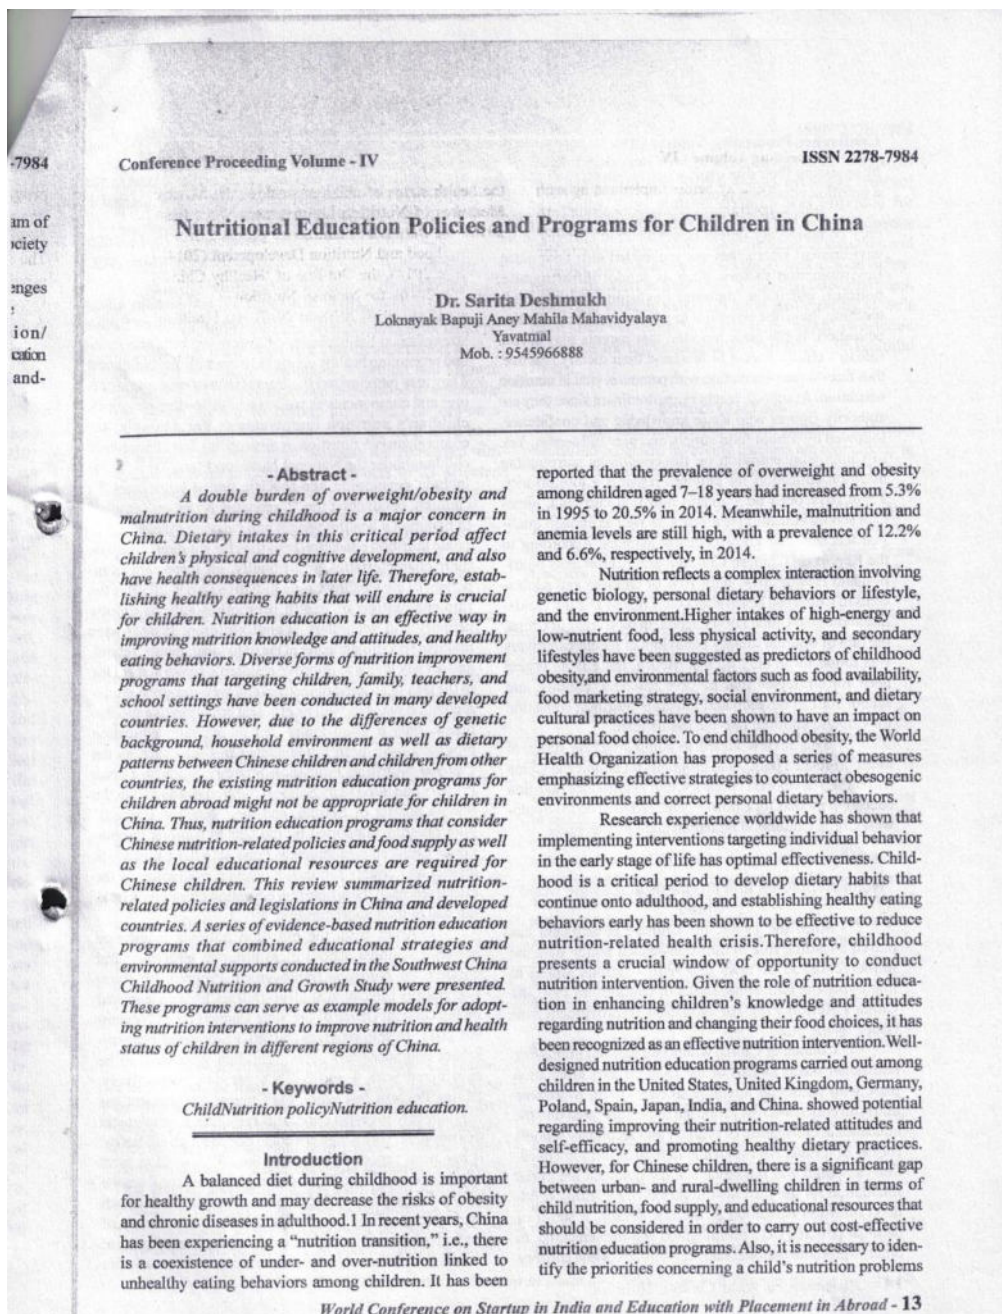 -7984
am of
ociety
enges
ion/
cation
and-
Conference Proceeding Volume - IV
ISSN 2278-7984
Nutritional Education Policies and Programs for Children in China
Dr. Sarita Deshmukh
Loknayak Bapuji Aney Mahila Mahavidyalaya
Yavatmal
Mob. : 9545966888
- Abstract -
A double burden of overweight/obesity and
malnutrition during childhood is a major concern in
China. Dietary intakes in this critical period affect
children's physical and cognitive development, and also
have health consequences in later life. Therefore, estab-
lishing healthy eating habits that will endure is crucial
for children. Nutrition education is an effective way in
improving nutrition knowledge and attitudes, and healthy
eating behaviors. Diverse forms of nutrition improvement
programs that targeting children, family, teachers, and
school settings have been conducted in many developed
countries. However, due to the differences of genetic
background, household environment as well as dietary
patterns between Chinese children and children from other
countries, the existing nutrition education programs for
children abroad might not be appropriate for children in
China. Thus, nutrition education programs that consider
Chinese nutrition-related policies and food supply as well
as the local educational resources are required for
Chinese children. This review summarized nutrition-
related policies and legislations in China and developed
countries. A series of evidence-based nutrition education
programs that combined educational strategies and
environmental supports conducted in the Southwest China
Childhood Nutrition and Growth Study were presented.
These programs can serve as example models for adopt-
ing nutrition interventions to improve nutrition and health
status of children in different regions of China.
- Keywords -
ChildNutrition policyNutrition education.
Introduction
A balanced diet during childhood is important
for healthy growth and may decrease the risks of obesity
and chronic diseases in adulthood.1 In recent years, China
has been experiencing a “nutrition transition,” i.e., there
is a coexistence of under- and over-nutrition linked to
unhealthy eating behaviors among children. It has been
reported that the prevalence of overweight and obesity
among children aged 7–18 years had increased from 5.3%
in 1995 to 20.5% in 2014. Meanwhile, malnutrition and
anemia levels are still high, with a prevalence of 12.2%
and 6.6%, respectively, in 2014.
Nutrition reflects a complex interaction involving
genetic biology, personal dietary behaviors or lifestyle,
and the environment.Higher intakes of high-energy and
low-nutrient food, less physical activity, and secondary
lifestyles have been suggested as predictors of childhood
obesity,and environmental factors such as food availability,
food marketing strategy, social environment, and dietary
cultural practices have been shown to have an impact on
personal food choice. To end childhood obesity, the World
Health Organization has proposed a series of measures
emphasizing effective strategies to counteract obesogenic
environments and correct personal dietary behaviors.
Research experience worldwide has shown that
implementing interventions targeting individual behavior
in the early stage of life has optimal effectiveness. Child-
hood is a critical period to develop dietary habits that
continue onto adulthood, and establishing healthy eating
behaviors early has been shown to be effective to reduce
nutrition-related health crisis.Therefore, childhood
presents a crucial window of opportunity to conduct
nutrition intervention. Given the role of nutrition educa-
tion in enhancing children's knowledge and attitudes
regarding nutrition and changing their food choices, it has
been recognized as an effective nutrition intervention.Well-
designed nutrition education programs carried out among
children in the United States, United Kingdom, Germany,
Poland, Spain, Japan, India, and China. showed potential
regarding improving their nutrition-related attitudes and
self-efficacy, and promoting healthy dietary practices.
However, for Chinese children, there is a significant gap
between urban- and rural-dwelling children in terms of
child nutrition, food supply, and educational resources that
should be considered in order to carry out cost-effective
nutrition education programs. Also, it is necessary to iden-
tify the priorities concerning a child's nutrition problems
World Conference on Startup in India and Education with Placement in Abroad - 13